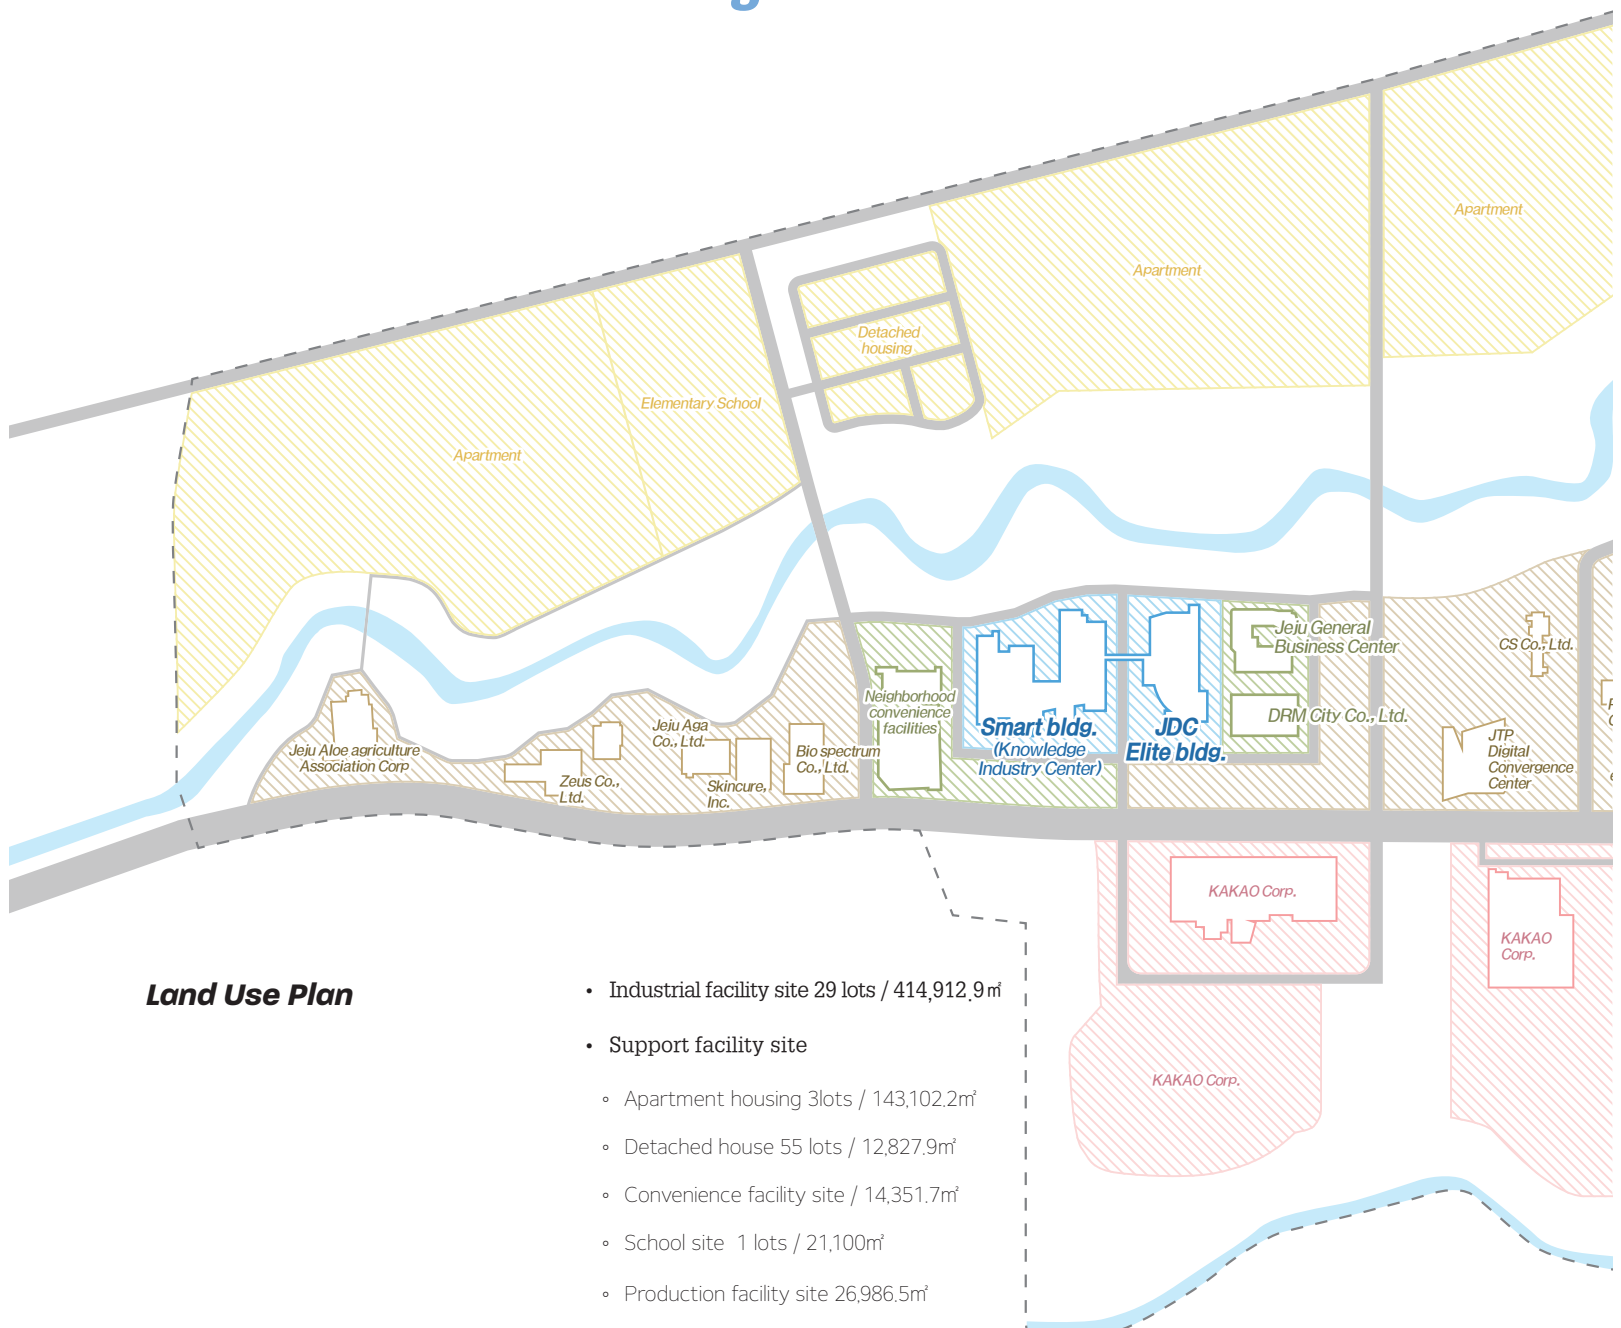 Apartment
Apartment
Detached
housing
Elementary School
Apartment
Jeju General
Business Center
CS Co., Ltd.
Neighborhood
convenience
facilities
DRM City Co., Ltd.
Smart bldg.
(Knowledge
Industry Center)
JDC
Elite bldg.
Jeju Aga
Co., Ltd.
Jeju Aloe agriculture
Association Corp
Bio spectrum
Co., Ltd.
JTP
Digital
Convergence
Center
Zeus Co.,
Ltd.
Skincure,
Inc.
KAKAO Corp.
KAKAO
Corp.
KAKAO Corp.
Land Use Plan
• Industrial facility site 29 lots / 414,912.9㎡
• Support facility site
◦ Apartment housing 3lots / 143,102.2㎡
◦ Detached house 55 lots / 12,827.9㎡
◦ Convenience facility site / 14,351.7㎡
◦ School site 1 lots / 21,100㎡
◦ Production facility site 26,986.5㎡